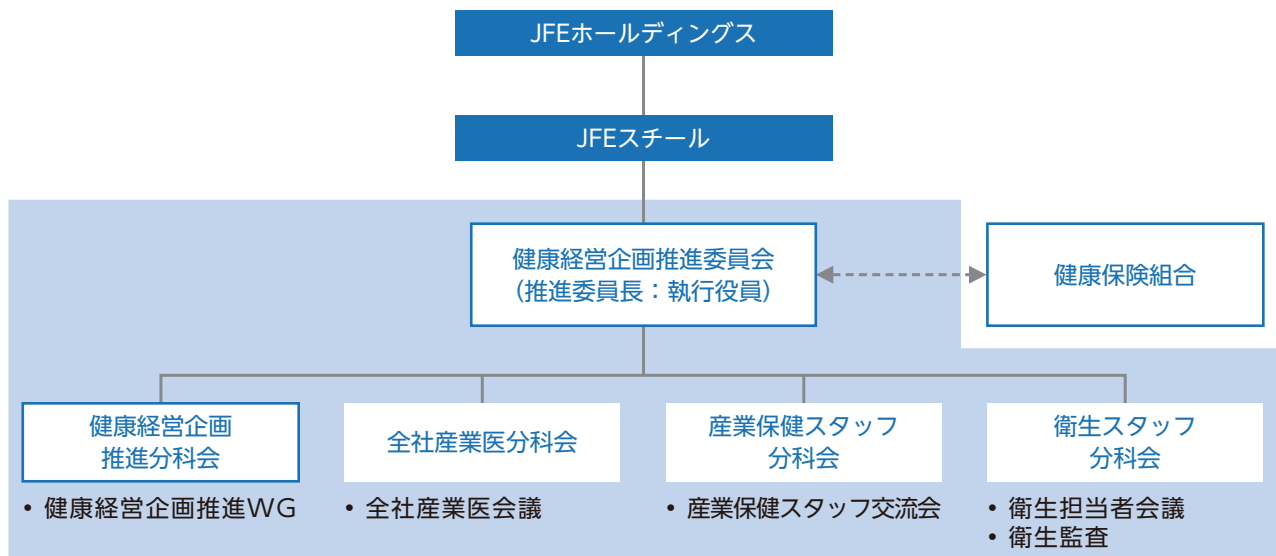 JFEホールディングス
JFEスチール
健康経営企画推進委員会
（推進委員長：執行役員）
健康保険組合
健康経営企画
推進分科会
• 健康経営企画推進WG
全社産業医分科会
• 全社産業医会議
産業保健スタッフ
分科会
• 産業保健スタッフ交流会
衛生スタッフ
分科会
• 衛生担当者会議
• 衛生監査